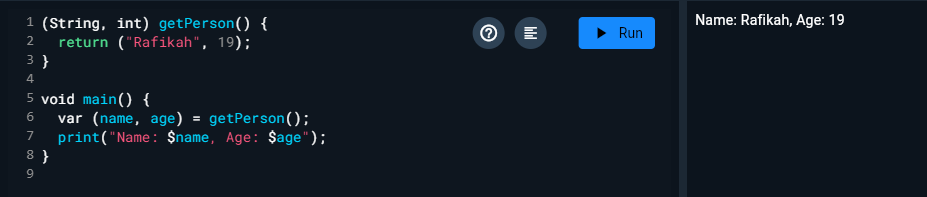 1 (String, int) getPerson() {
2   return ("Rafikah", 19);
3 }
4
5 void main() {
6   var (name, age) = getPerson();
7   print("Name: $name, Age: $age");
8 }
9
Run
Name: Rafikah, Age: 19